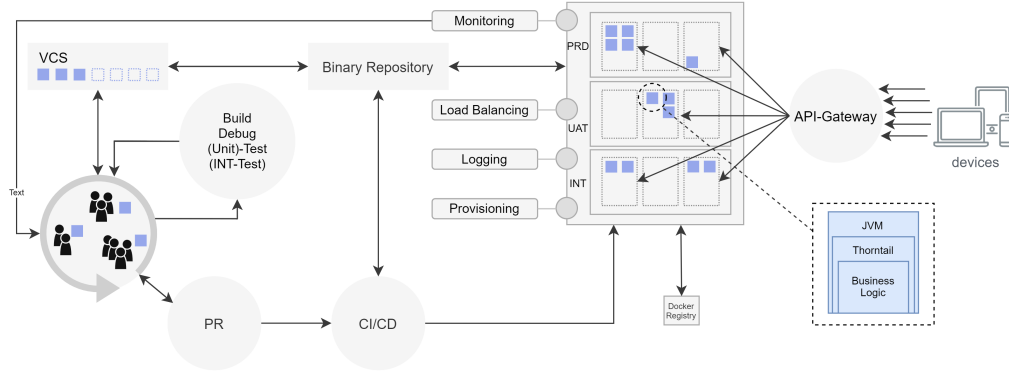 Monitoring
PRD
VCS
Binary Repository
Load Balancing
UAT
API-Gateway
Build
Debug
(Unit)-Test
(INT-Test)
Logging
devices
INT
Text
Provisioning
JVM
Thorntail
Business
Logic
Docker
Registry
PR
CI/CD